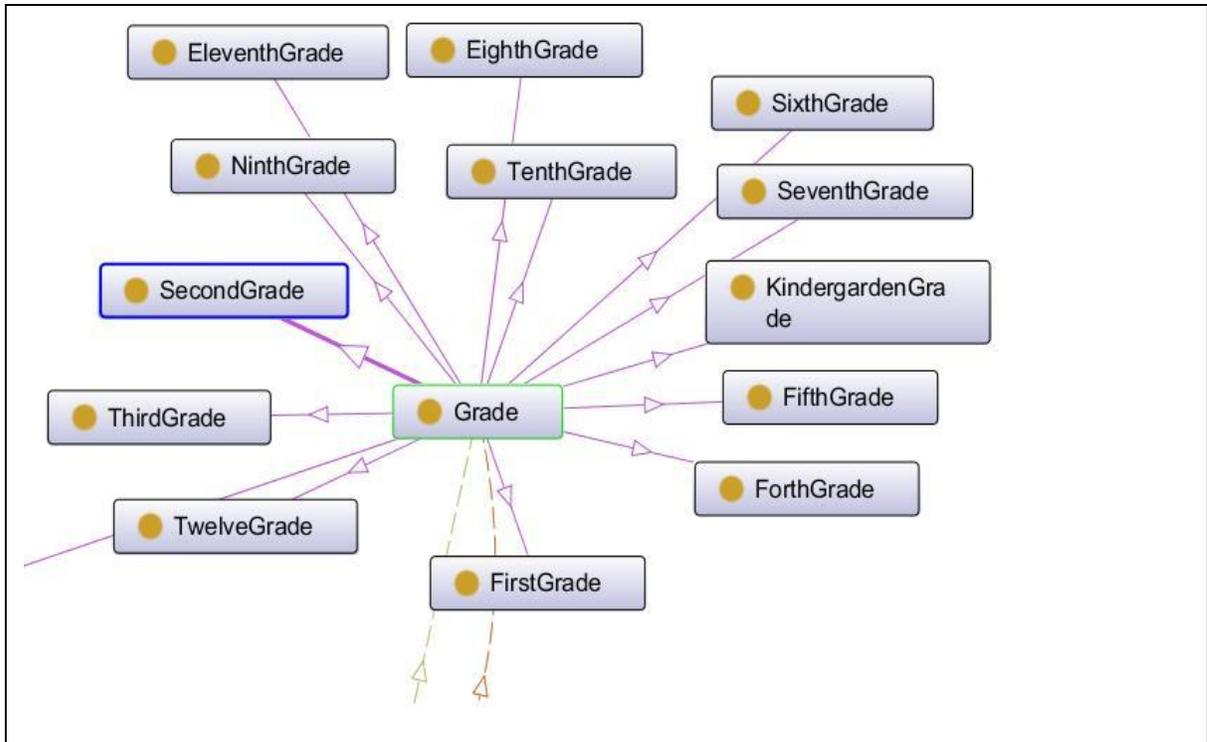 EleventhGrade
EighthGrade
SixthGrade
NinthGrade
TenthGrade
SeventhGrade
SecondGrade
KindergardenGra
de
ThirdGrade
Grade
FifthGrade
ForthGrade
TwelveGrade
FirstGrade